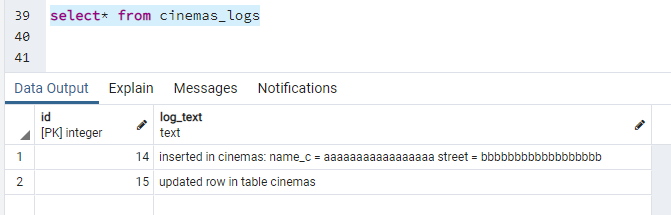 39 select* from cinemas_logs
40
41
Data Output Explain Messages Notifications
id log_text
[PK] integer text
1 14 inserted in cinemas: name_c = aaaaaaaaaaaaaaaaa street = bbbbbbbbbbbbbbbbbb
2 15 updated row in table cinemas